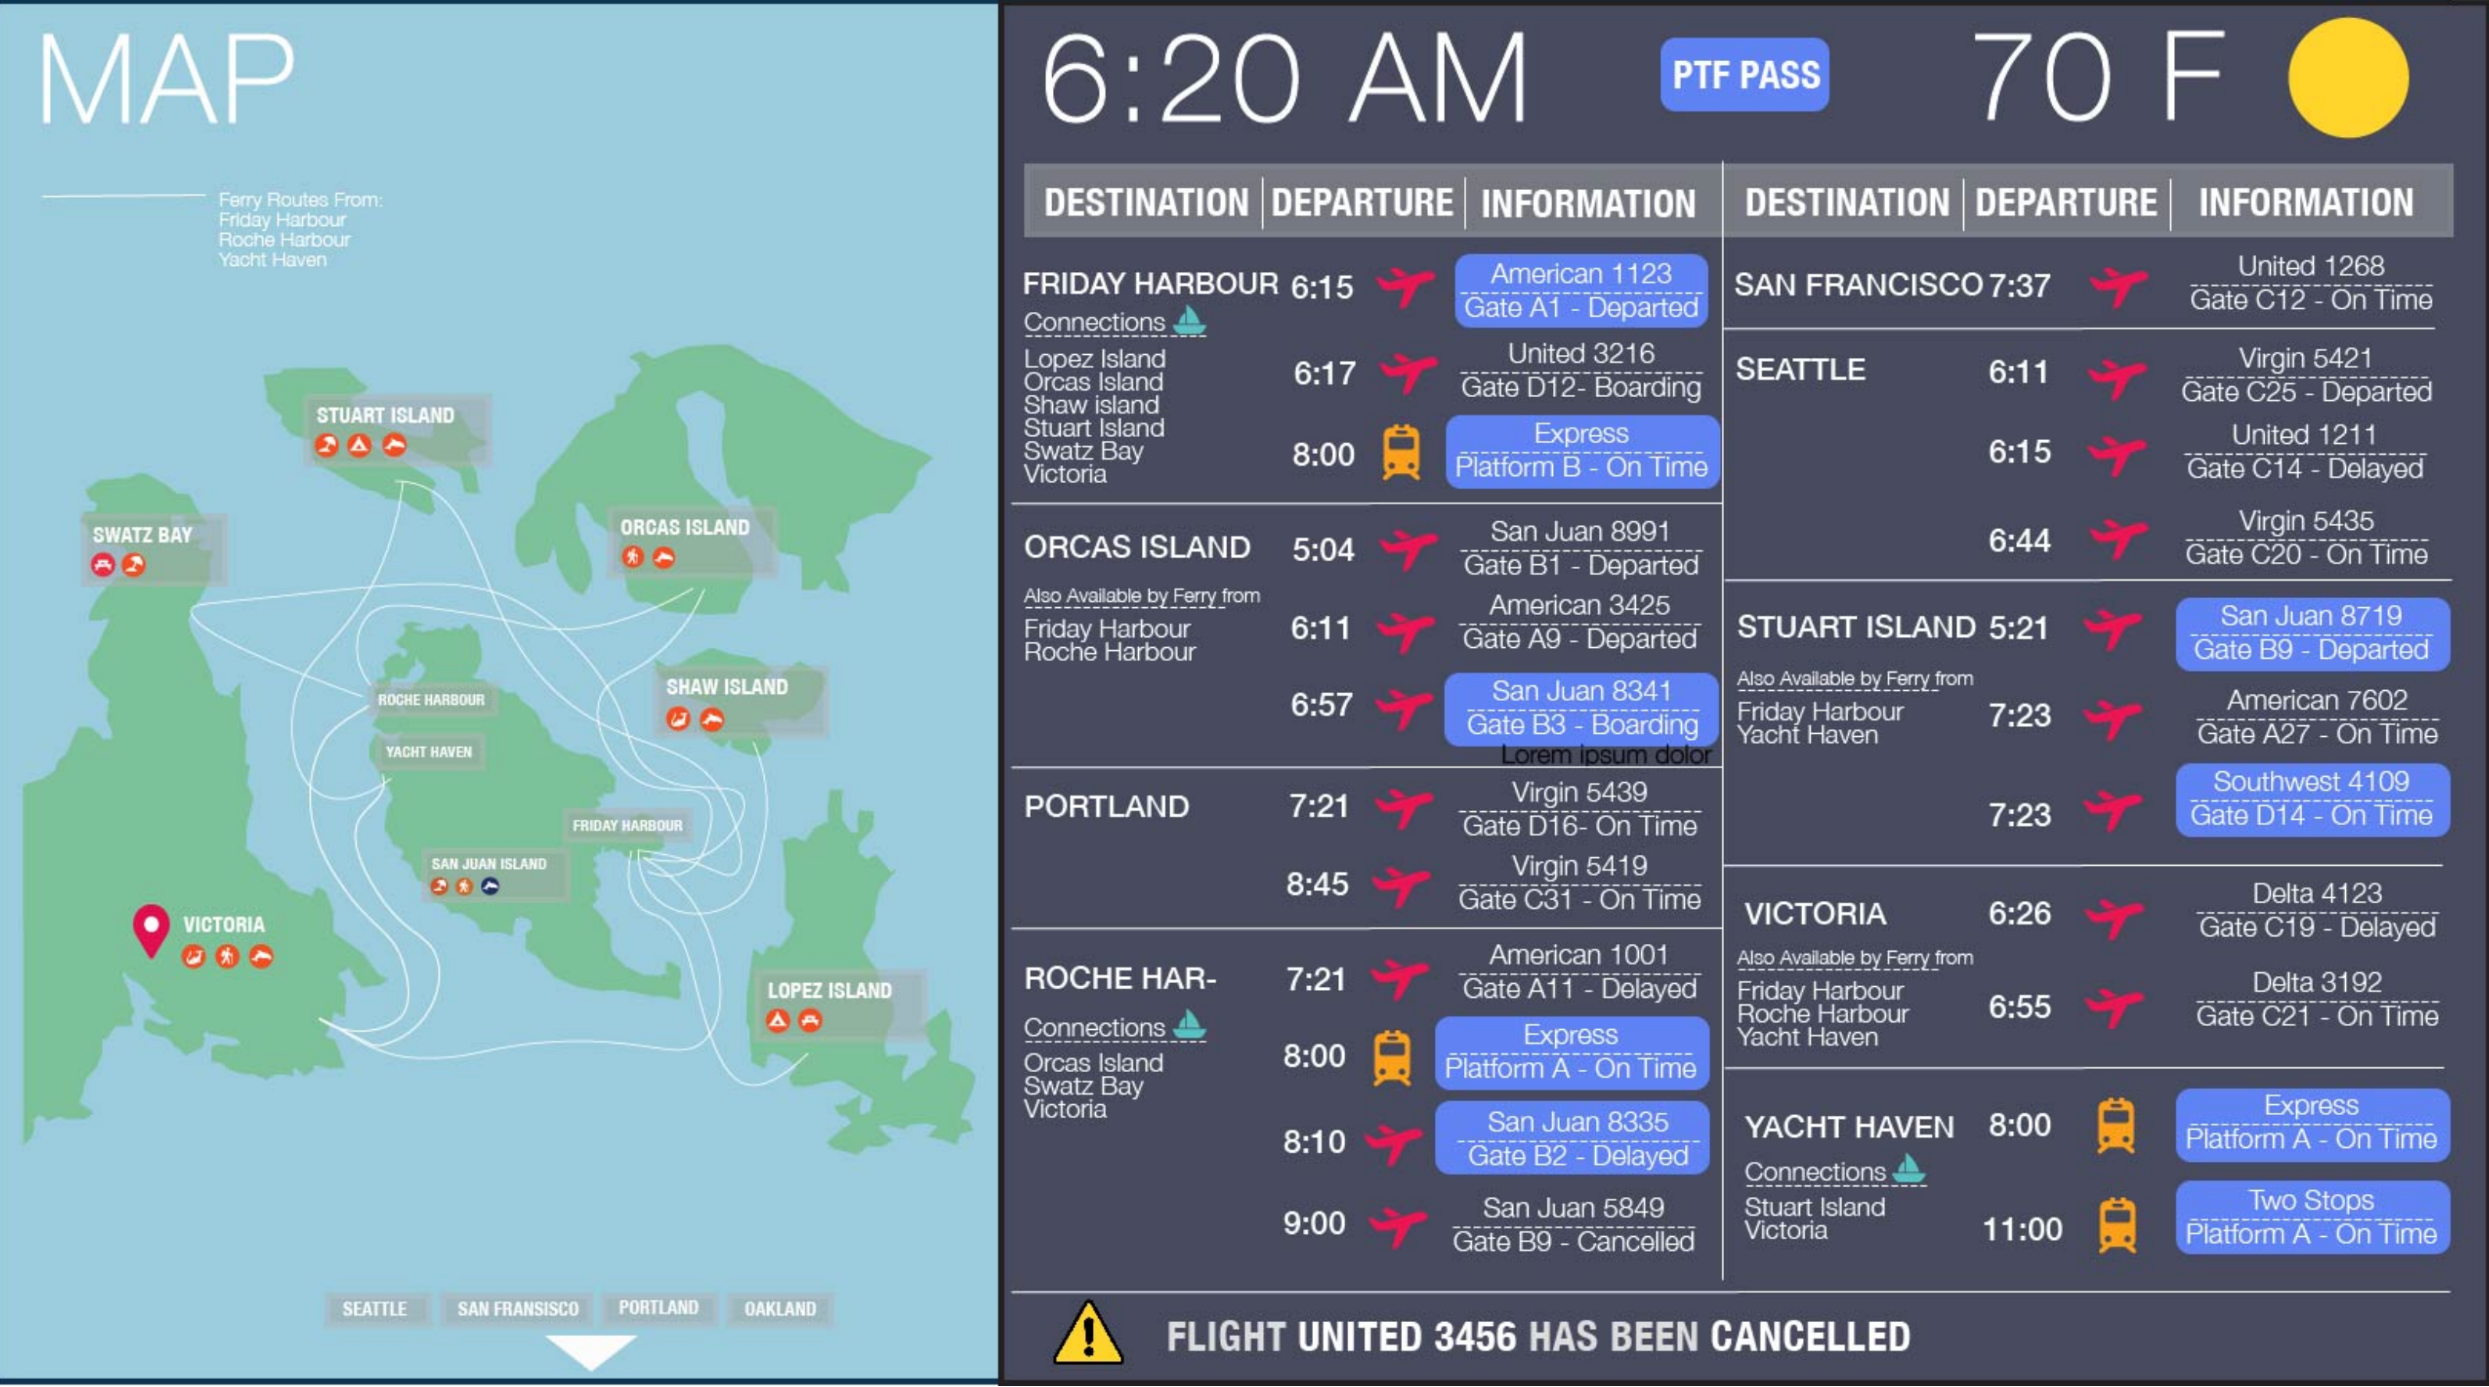 MAP
Ferry Routes From:
Friday Harbour
Roche Harbour
Yacht Haven
STUART ISLAND
SWATZ BAY
ORCAS ISLAND
ROCHE HARBOUR
SHAW ISLAND
YACHT HAVEN
FRIDAY HARBOUR
SAN JUAN ISLAND
VICTORIA
LOPEZ ISLAND
SEATTLE
SAN FRANSISCO
PORTLAND
OAKLAND
6:20 AM
PTF PASS
70 F
DESTINATION DEPARTURE INFORMATION
FRIDAY HARBOUR 6:15 American 1123
Gate A1 - Departed
Connections
Lopez Island
Orcas Island
Shaw island
Stuart Island
Swatz Bay
Victoria
6:17 United 3216
Gate D12- Boarding
8:00 Express
Platform B - On Time
ORCAS ISLAND 5:04 San Juan 8991
Gate B1 - Departed
Also Available by Ferry from
Friday Harbour
Roche Harbour
6:11 American 3425
Gate A9 - Departed
6:57 San Juan 8341
Gate B3 - Boarding
Lorem ipsum dolor
PORTLAND 7:21 Virgin 5439
Gate D16- On Time
8:45 Virgin 5419
Gate C31 - On Time
ROCHE HAR- 7:21 American 1001
Gate A11 - Delayed
Connections
Orcas Island
Swatz Bay
Victoria
8:00 Express
Platform A - On Time
8:10 San Juan 8335
Gate B2 - Delayed
9:00 San Juan 5849
Gate B9 - Cancelled
DESTINATION DEPARTURE INFORMATION
SAN FRANCISCO 7:37 United 1268
Gate C12 - On Time
SEATTLE 6:11 Virgin 5421
Gate C25 - Departed
6:15 United 1211
Gate C14 - Delayed
6:44 Virgin 5435
Gate C20 - On Time
STUART ISLAND 5:21 San Juan 8719
Gate B9 - Departed
Also Available by Ferry from
Friday Harbour
Yacht Haven
7:23 American 7602
Gate A27 - On Time
7:23 Southwest 4109
Gate D14 - On Time
VICTORIA 6:26 Delta 4123
Gate C19 - Delayed
Also Available by Ferry from
Friday Harbour
Roche Harbour
Yacht Haven
6:55 Delta 3192
Gate C21 - On Time
YACHT HAVEN 8:00 Express
Platform A - On Time
Connections
Stuart Island
Victoria
11:00 Two Stops
Platform A - On Time
FLIGHT UNITED 3456 HAS BEEN CANCELLED